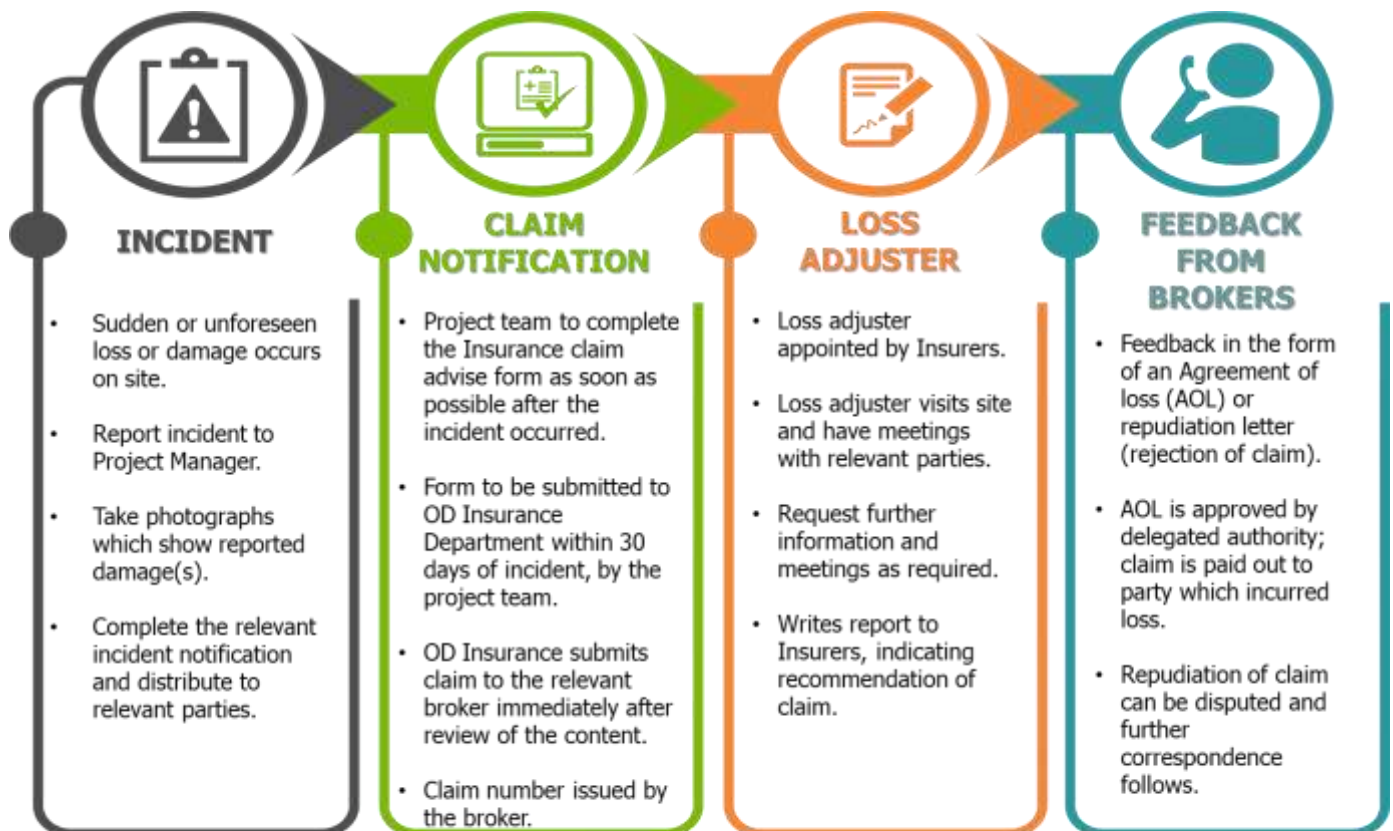 INCIDENT
• Sudden or unforeseen
loss or damage occurs
on site.
• Report incident to
Project Manager.
• Take photographs
which show reported
damage(s).
• Complete the relevant
incident notification
and distribute to
relevant parties.
CLAIM
NOTIFICATION
• Project team to complete
the Insurance claim
advise form as soon as
possible after the
incident occurred.
• Form to be submitted to
OD Insurance
Department within 30
days of incident, by the
project team.
• OD Insurance submits
claim to the relevant
broker immediately after
review of the content.
• Claim number issued by
the broker.
LOSS
ADJUSTER
• Loss adjuster
appointed by Insurers.
• Loss adjuster visits site
and have meetings
with relevant parties.
• Request further
information and
meetings as required.
• Writes report to
Insurers, indicating
recommendation of
claim.
FEEDBACK
FROM
BROKERS
• Feedback in the form
of an Agreement of
loss (AOL) or
repudiation letter
(rejection of claim).
• AOL is approved by
delegated authority;
claim is paid out to
party which incurred
loss.
• Repudiation of claim
can be disputed and
further
correspondence
follows.